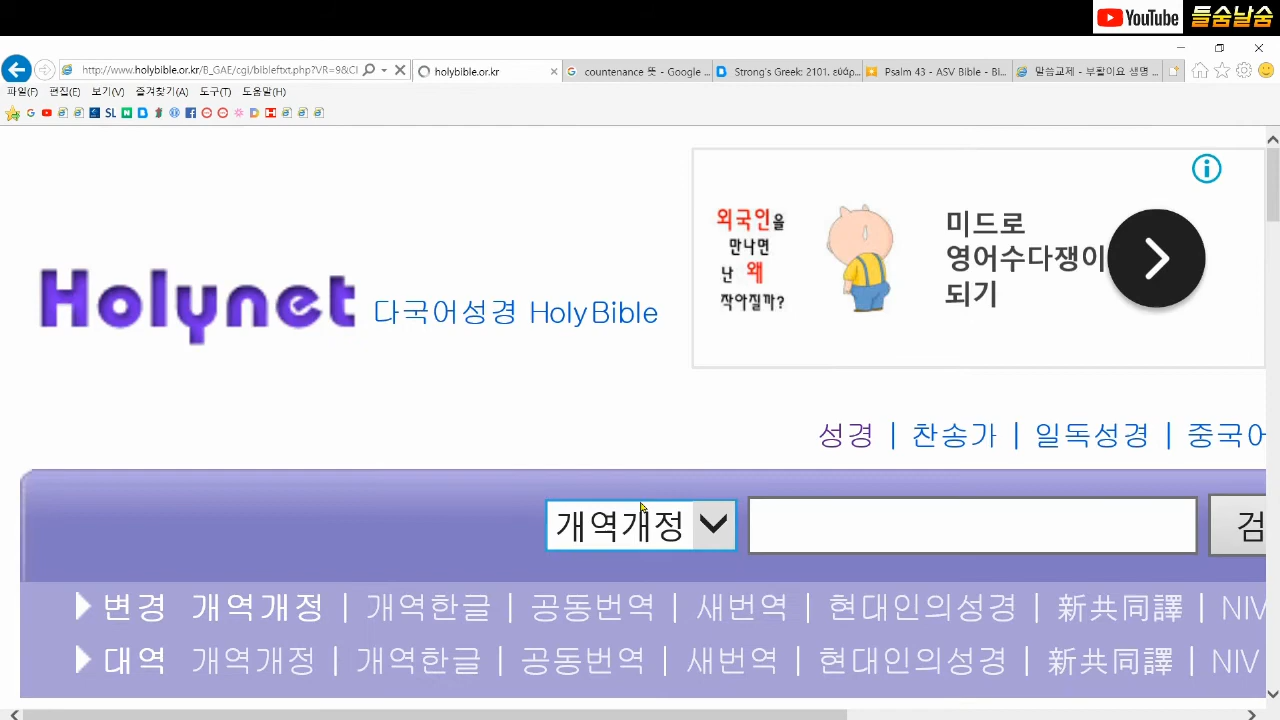 YouTube 들숨날숨
http://www.holybible.or.kr/B_GAE/cgi/bibleftxt.php?VR=9&CI
holybible.or.kr
countenance 뜻 - Google ...
Strong's Greek: 2101. εὐάρ...
Psalm 43 - ASV Bible - Bi...
말씀교제 - 부활이요 생명 ...
파일(F) 편집(E) 보기(V) 즐겨찾기(A) 도구(T) 도움말(H)
SL
외국인을
만나면
난 왜
작아질까?
미드로
영어수다쟁이
되기
Holynet 다국어성경 HolyBible
성경 | 찬송가 | 일독성경 | 중국어
개역개정 검
변경 개역개정 | 개역한글 | 공동번역 | 새번역 | 현대인의성경 | 新共同譯 | NIV
대역 개역개정 | 개역한글 | 공동번역 | 새번역 | 현대인의성경 | 新共同譯 | NIV